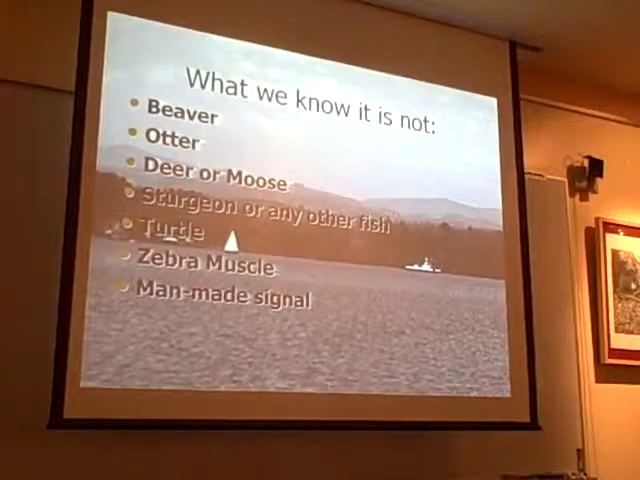 What we know it is not:
Beaver
Otter
Deer or Moose
Sturgeon or any other fish
Turtle
Zebra Muscle
Man-made signal